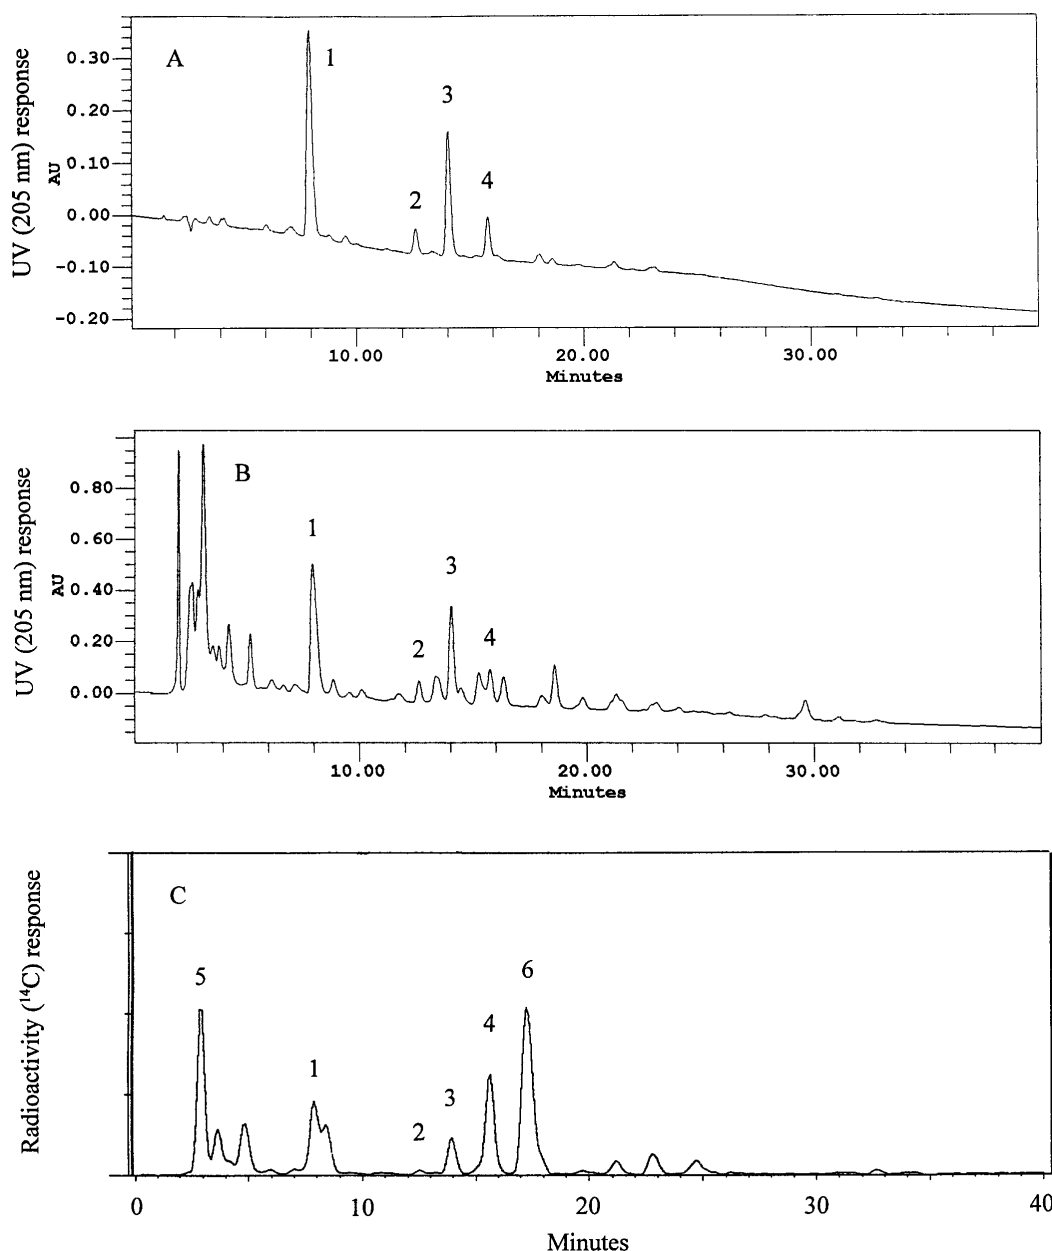 A
1
3
2
4
UV (205 nm) response
AU
0.30
0.20
0.10
0.00
-0.10
-0.20
10.00 20.00 30.00
Minutes
B
1
3
2
4
UV (205 nm) response
AU
0.80
0.60
0.40
0.20
0.00
10.00 20.00 30.00
Minutes
C
5
6
4
1
3
2
Radioactivity (¹⁴C) response
0 10 20 30 40
Minutes